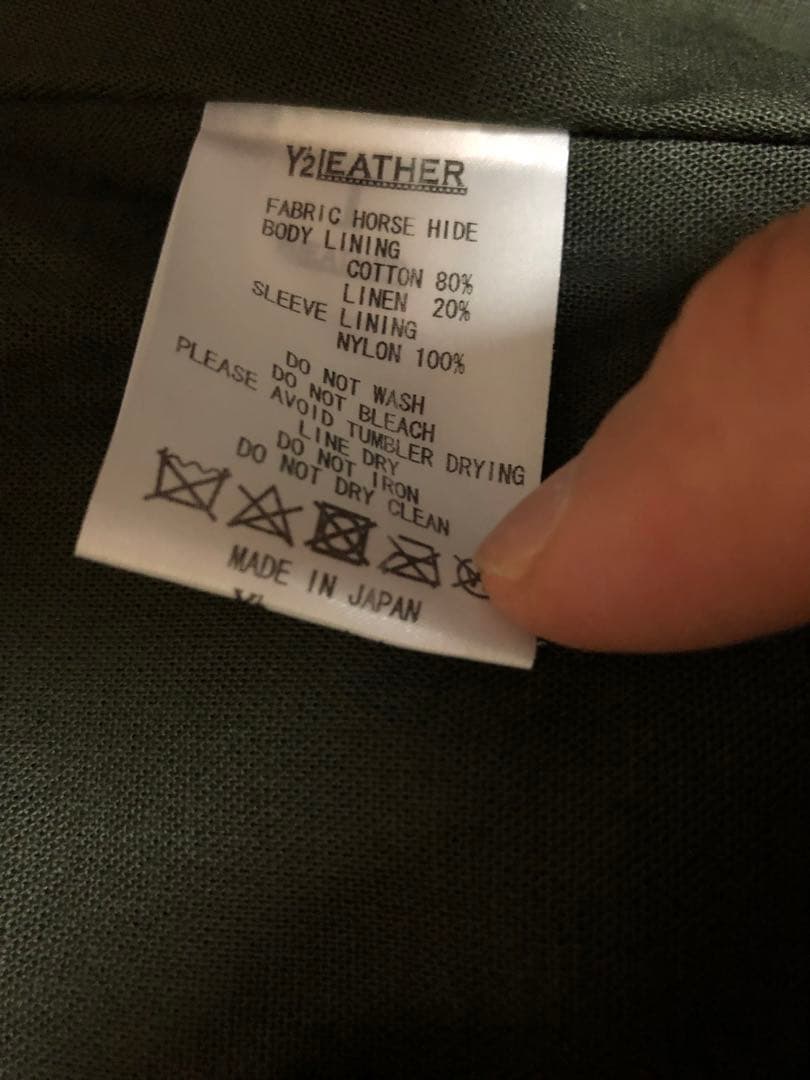 Y'2LEATHER
FABRIC HORSE HIDE
BODY LINING
COTTON 80%
LINEN 20%
SLEEVE LINING
NYLON 100%
DO NOT WASH
DO NOT BLEACH
PLEASE AVOID TUMBLER DRYING
LINE DRY
DO NOT IRON
DO NOT DRY CLEAN
MADE IN JAPAN